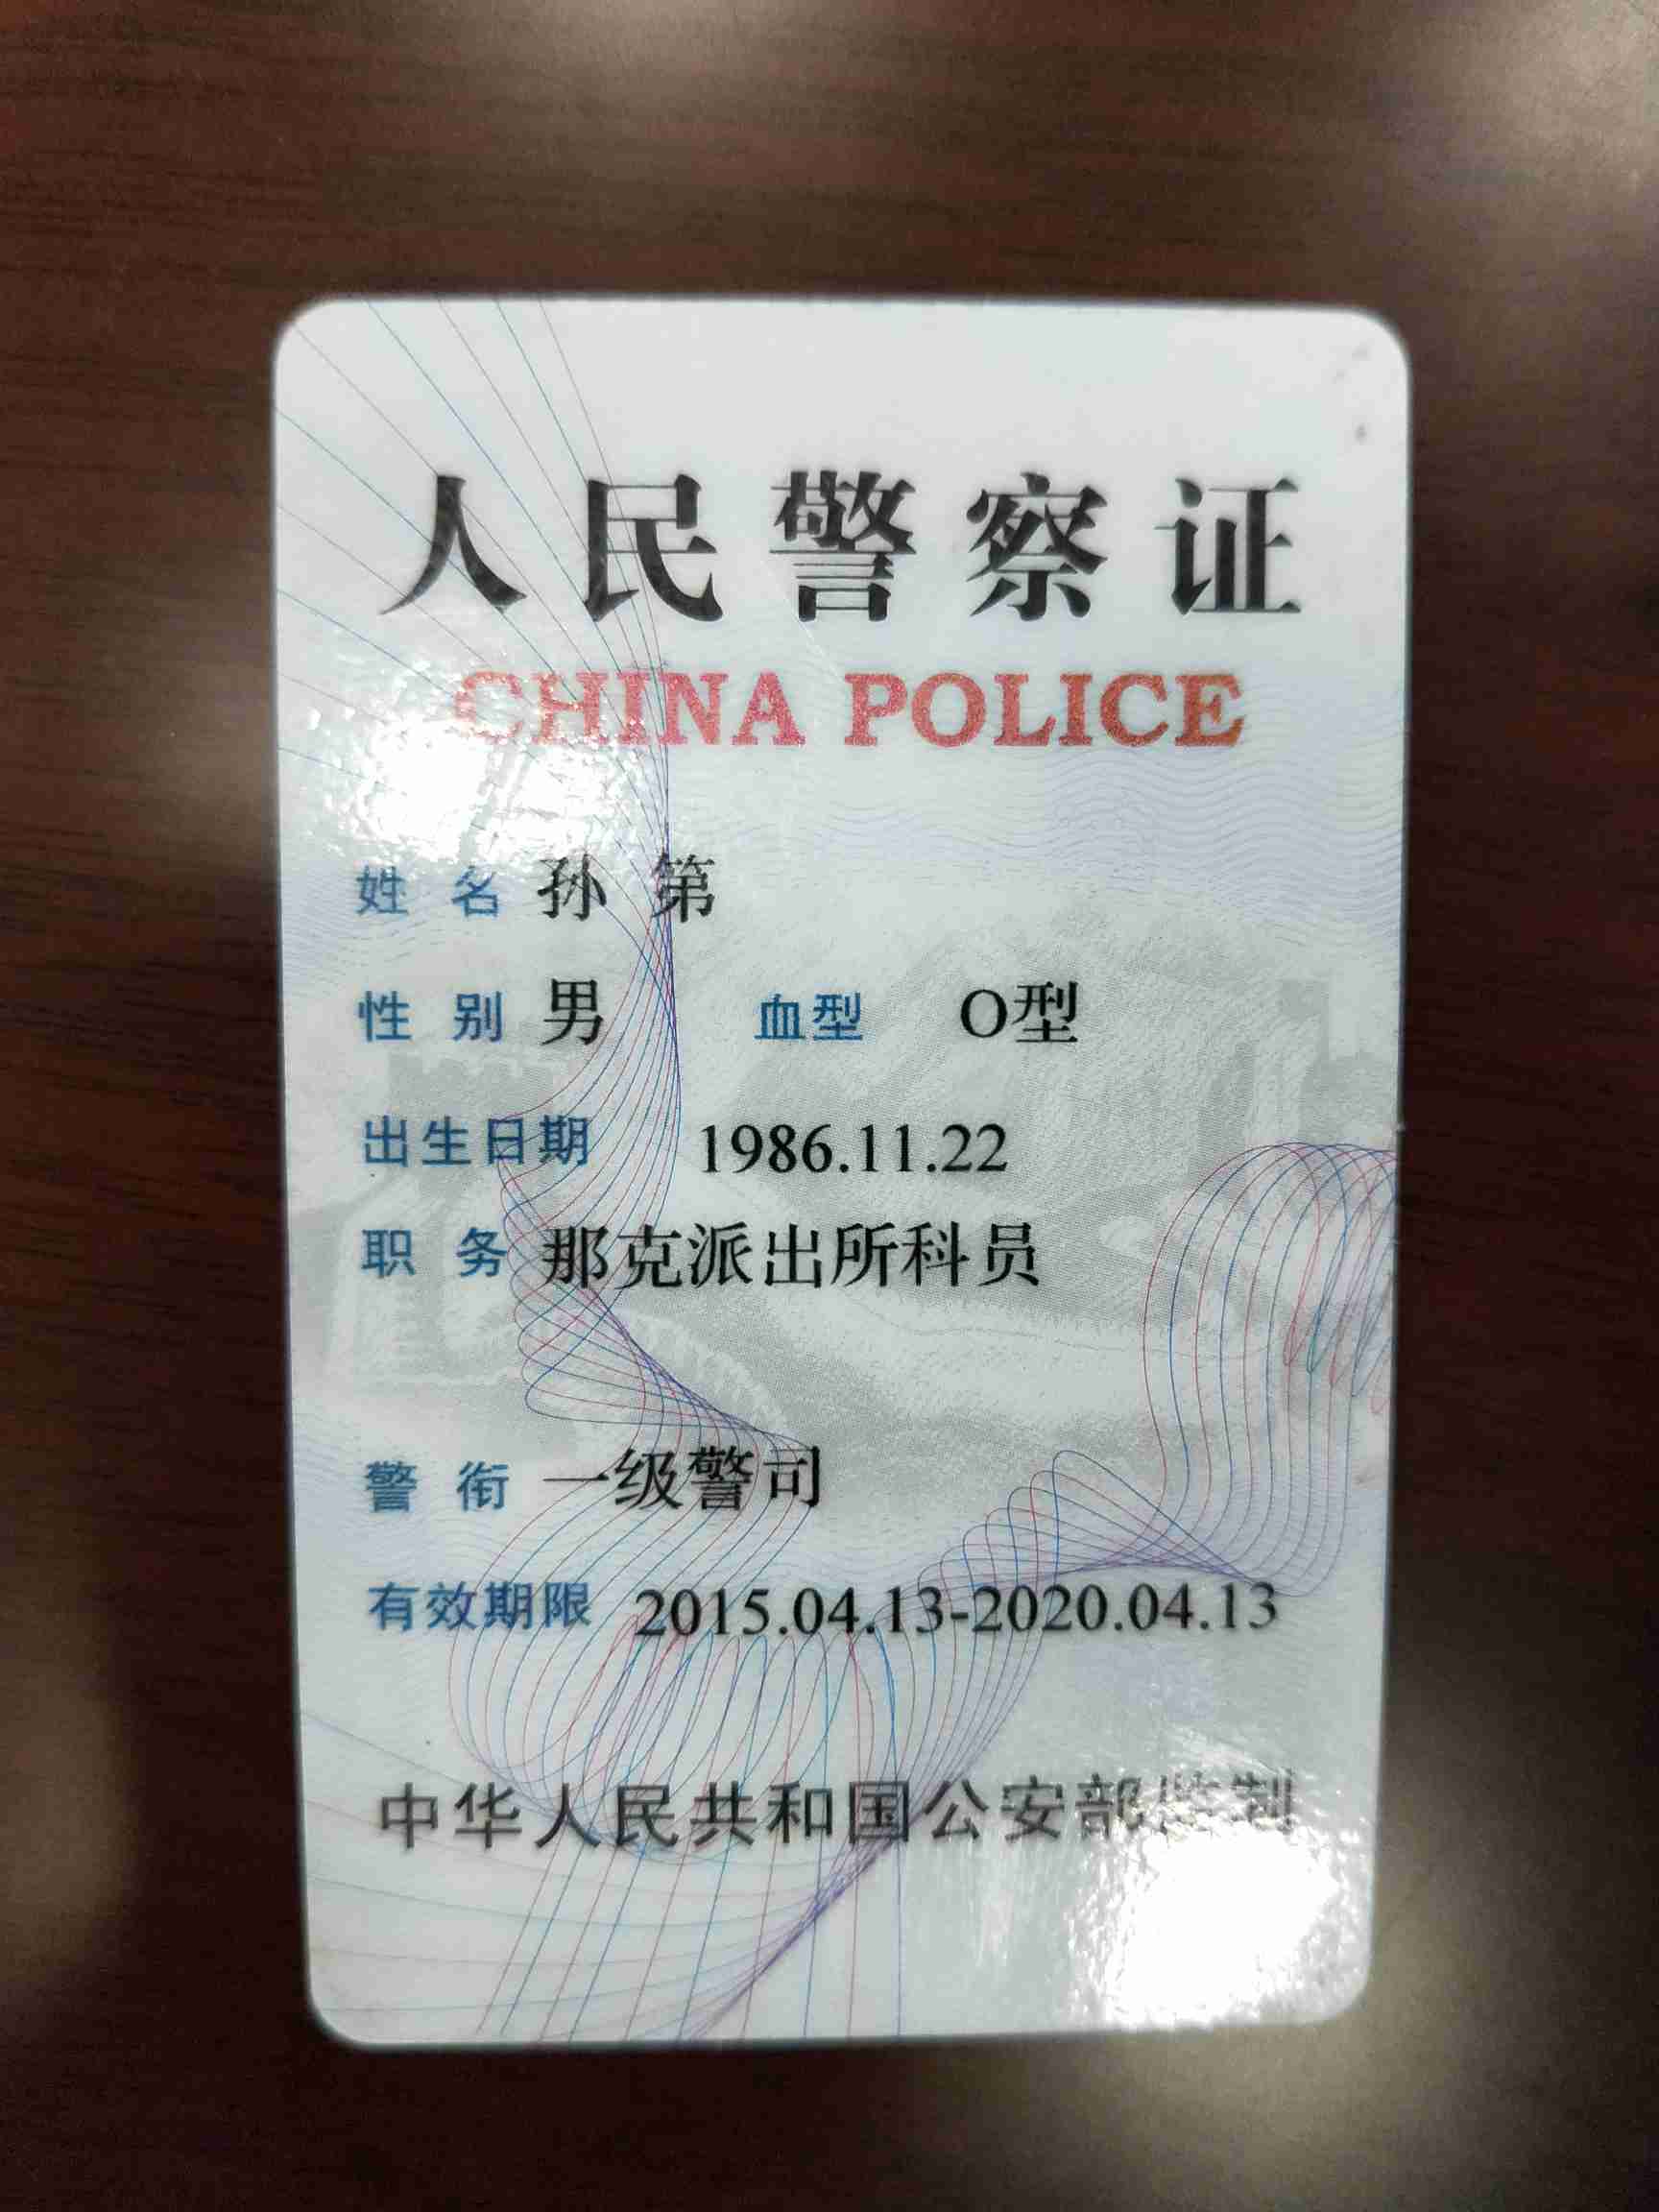 人民警察证
CHINA POLICE
姓 名 孙 第
性 别 男 血型 O型
出生日期 1986.11.22
职 务 那克派出所科员
警 衔 一级警司
有效期限 2015.04.13-2020.04.13
中华人民共和国公安部监制